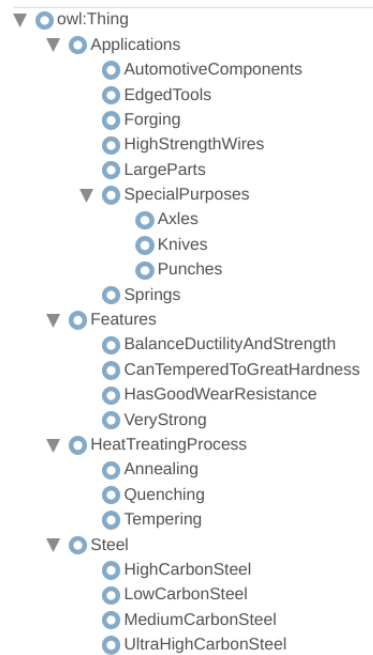 owl:Thing
Applications
AutomotiveComponents
EdgedTools
Forging
HighStrengthWires
LargeParts
SpecialPurposes
Axles
Knives
Punches
Springs
Features
BalanceDuctilityAndStrength
CanTemperedToGreatHardness
HasGoodWearResistance
VeryStrong
HeatTreatingProcess
Annealing
Quenching
Tempering
Steel
HighCarbonSteel
LowCarbonSteel
MediumCarbonSteel
UltraHighCarbonSteel